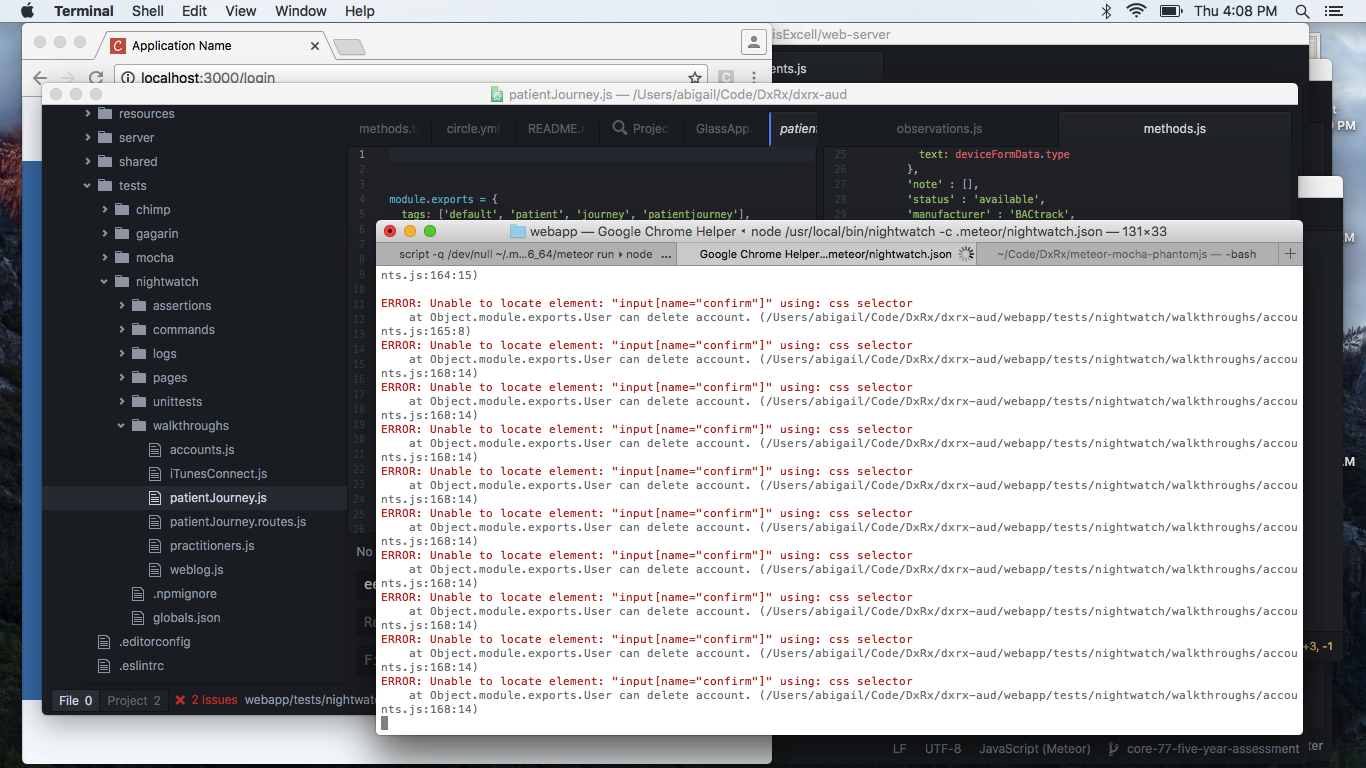 Terminal Shell Edit View Window Help Thu 4:08 PM
Application Name
isExcell/web-server
localhost:3000/login
nts.js
patientJourney.js — /Users/abigail/Code/DxRx/dxrx-aud
resources
server
shared
tests
chimp
gagarin
mocha
nightwatch
assertions
commands
logs
pages
unittests
walkthroughs
accounts.js
iTunesConnect.js
patientJourney.js
patientJourney.routes.js
practitioners.js
weblog.js
.npmignore
globals.json
.editorconfig
.eslintrc
File 0 Project 2 2 Issues webapp/tests/nightwatc
methods.t circle.yml README.r Projec GlassApp. patient observations.js methods.js
1
2
3
4 module.exports = {
5 tags: ['default', 'patient', 'journey', 'patientjourney'],
6
7
8
9
10
11
12
13
14
15
16
17
18
19
20
21
22
23
24
25
26
25 text: deviceFormData.type
26 },
27 'note' : [],
28 'status' : 'available',
29 'manufacturer' : 'BACtrack',
No
webapp — Google Chrome Helper ◂ node /usr/local/bin/nightwatch -c .meteor/nightwatch.json — 131×33
script -q /dev/null ~/.m...6_64/meteor run ▸ node ... Google Chrome Helper...meteor/nightwatch.json ~/Code/DxRx/meteor-mocha-phantomjs — -bash
nts.js:164:15)
ERROR: Unable to locate element: "input[name="confirm"]" using: css selector
at Object.module.exports.User can delete account. (/Users/abigail/Code/DxRx/dxrx-aud/webapp/tests/nightwatch/walkthroughs/accou
nts.js:165:8)
ERROR: Unable to locate element: "input[name="confirm"]" using: css selector
at Object.module.exports.User can delete account. (/Users/abigail/Code/DxRx/dxrx-aud/webapp/tests/nightwatch/walkthroughs/accou
nts.js:168:14)
ERROR: Unable to locate element: "input[name="confirm"]" using: css selector
at Object.module.exports.User can delete account. (/Users/abigail/Code/DxRx/dxrx-aud/webapp/tests/nightwatch/walkthroughs/accou
nts.js:168:14)
ERROR: Unable to locate element: "input[name="confirm"]" using: css selector
at Object.module.exports.User can delete account. (/Users/abigail/Code/DxRx/dxrx-aud/webapp/tests/nightwatch/walkthroughs/accou
nts.js:168:14)
ERROR: Unable to locate element: "input[name="confirm"]" using: css selector
at Object.module.exports.User can delete account. (/Users/abigail/Code/DxRx/dxrx-aud/webapp/tests/nightwatch/walkthroughs/accou
nts.js:168:14)
ERROR: Unable to locate element: "input[name="confirm"]" using: css selector
at Object.module.exports.User can delete account. (/Users/abigail/Code/DxRx/dxrx-aud/webapp/tests/nightwatch/walkthroughs/accou
nts.js:168:14)
ERROR: Unable to locate element: "input[name="confirm"]" using: css selector
at Object.module.exports.User can delete account. (/Users/abigail/Code/DxRx/dxrx-aud/webapp/tests/nightwatch/walkthroughs/accou
nts.js:168:14)
ERROR: Unable to locate element: "input[name="confirm"]" using: css selector
at Object.module.exports.User can delete account. (/Users/abigail/Code/DxRx/dxrx-aud/webapp/tests/nightwatch/walkthroughs/accou
nts.js:168:14)
ERROR: Unable to locate element: "input[name="confirm"]" using: css selector
at Object.module.exports.User can delete account. (/Users/abigail/Code/DxRx/dxrx-aud/webapp/tests/nightwatch/walkthroughs/accou
nts.js:168:14)
ERROR: Unable to locate element: "input[name="confirm"]" using: css selector
at Object.module.exports.User can delete account. (/Users/abigail/Code/DxRx/dxrx-aud/webapp/tests/nightwatch/walkthroughs/accou
nts.js:168:14)
+3, -1
LF UTF-8 JavaScript (Meteor) core-77-five-year-assessment